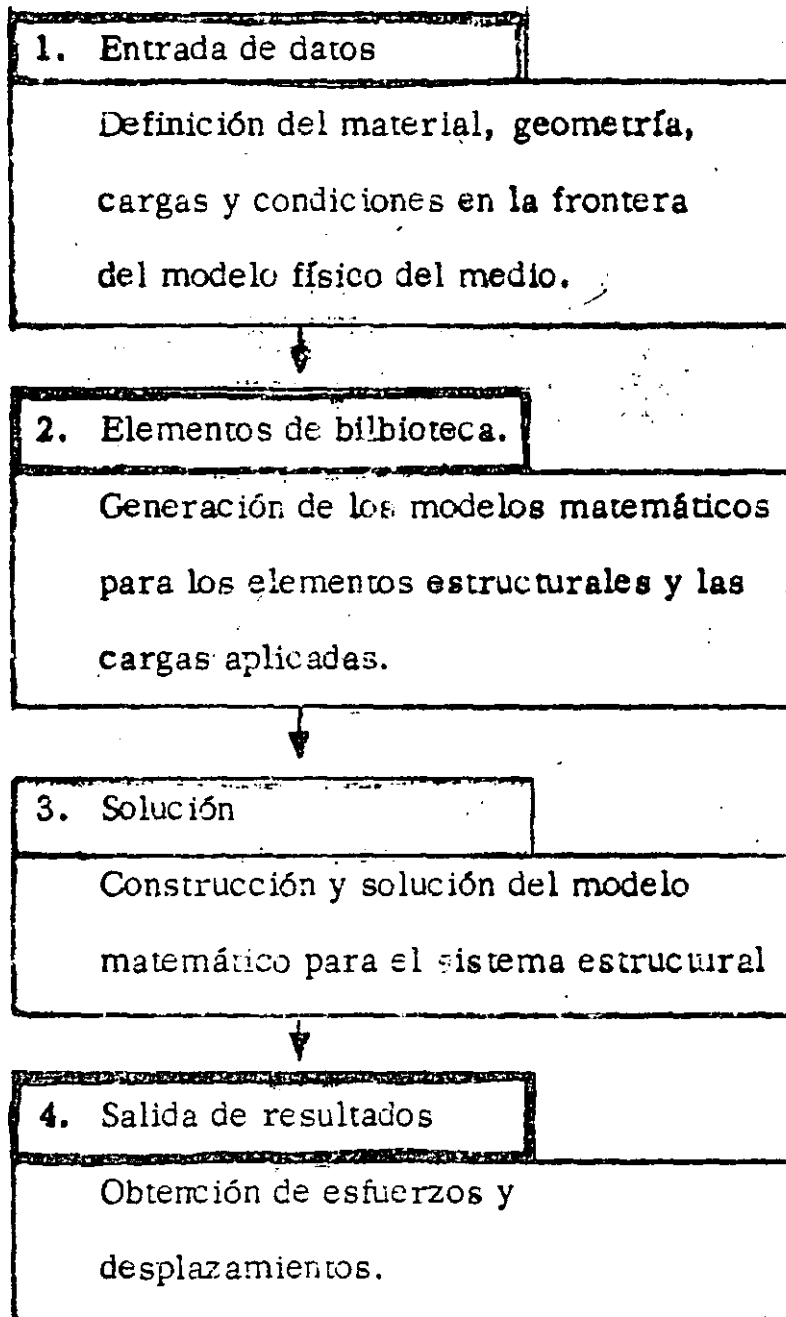 1. Entrada de datos
Definición del material, geometría,
cargas y condiciones en la frontera
del modelo físico del medio.
2. Elementos de bilbioteca.
Generación de los modelos matemáticos
para los elementos estructurales y las
cargas aplicadas.
3. Solución
Construcción y solución del modelo
matemático para el sistema estructural
4. Salida de resultados
Obtención de esfuerzos y
desplazamientos.